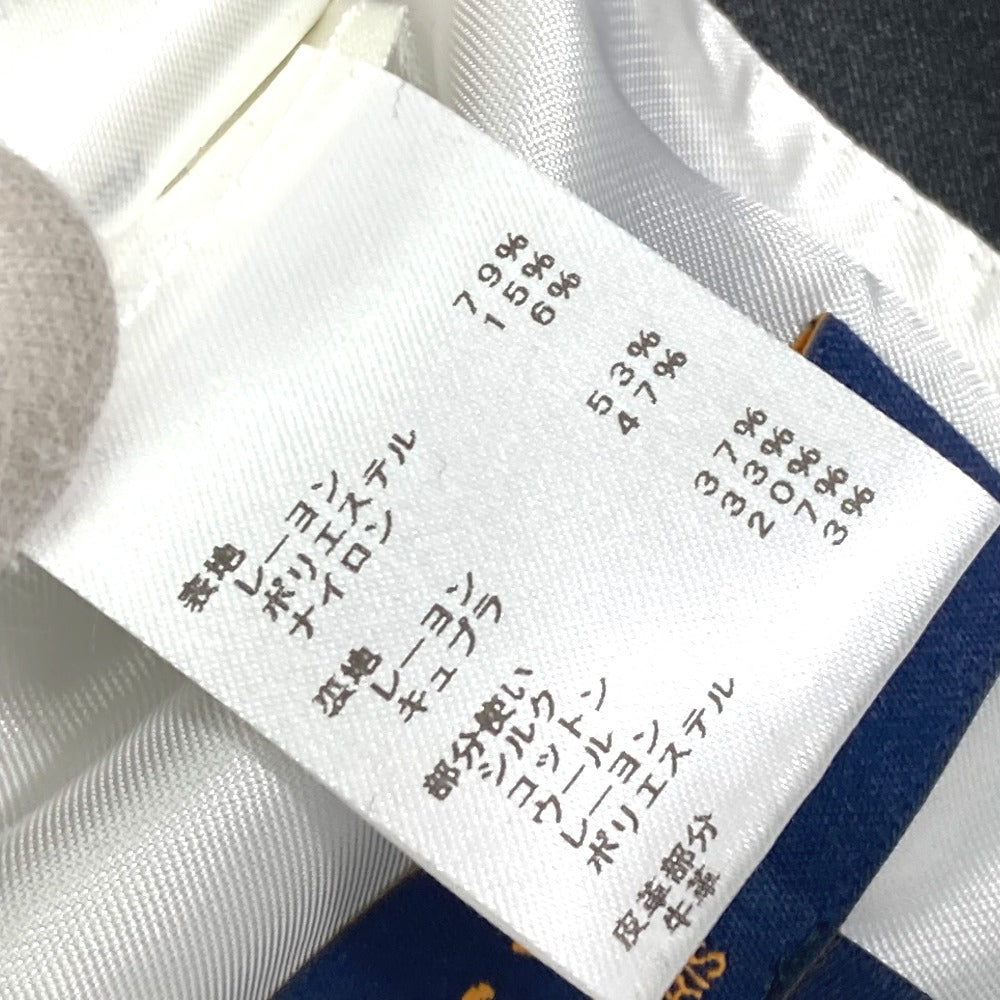 表地
レーヨン 79%
ポリエステル 15%
ナイロン 6%
裏地
レーヨン 53%
キュプラ 47%
部分使い
シルク 37%
コットン 33%
ウール 20%
レーヨン 7%
ポリエステル 3%
皮革部分
牛革